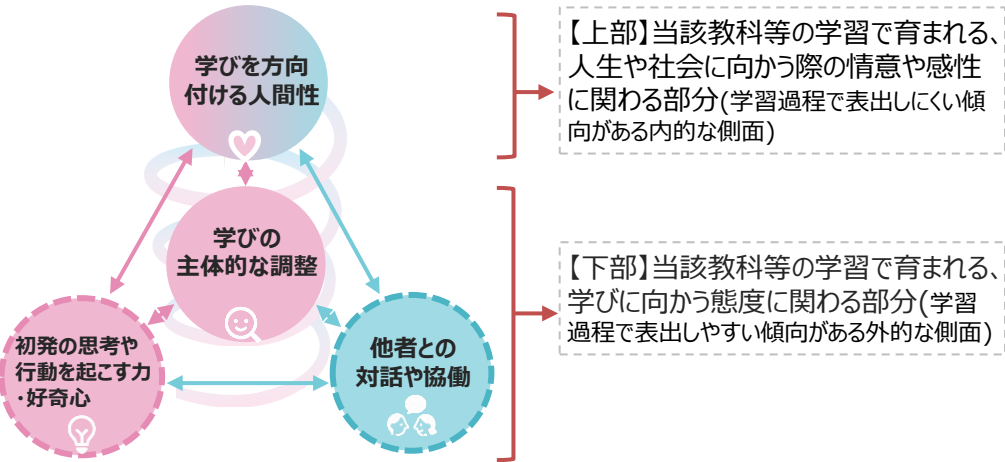 学びを方向
付ける人間性
学びの
主体的な調整
初発の思考や
行動を起こす力
・好奇心
他者との
対話や協働
【上部】当該教科等の学習で育まれる、
人生や社会に向かう際の情意や感性
に関わる部分(学習過程で表出しにくい傾
向がある内的な側面)
【下部】当該教科等の学習で育まれる、
学びに向かう態度に関わる部分(学習
過程で表出しやすい傾向がある外的な側面)